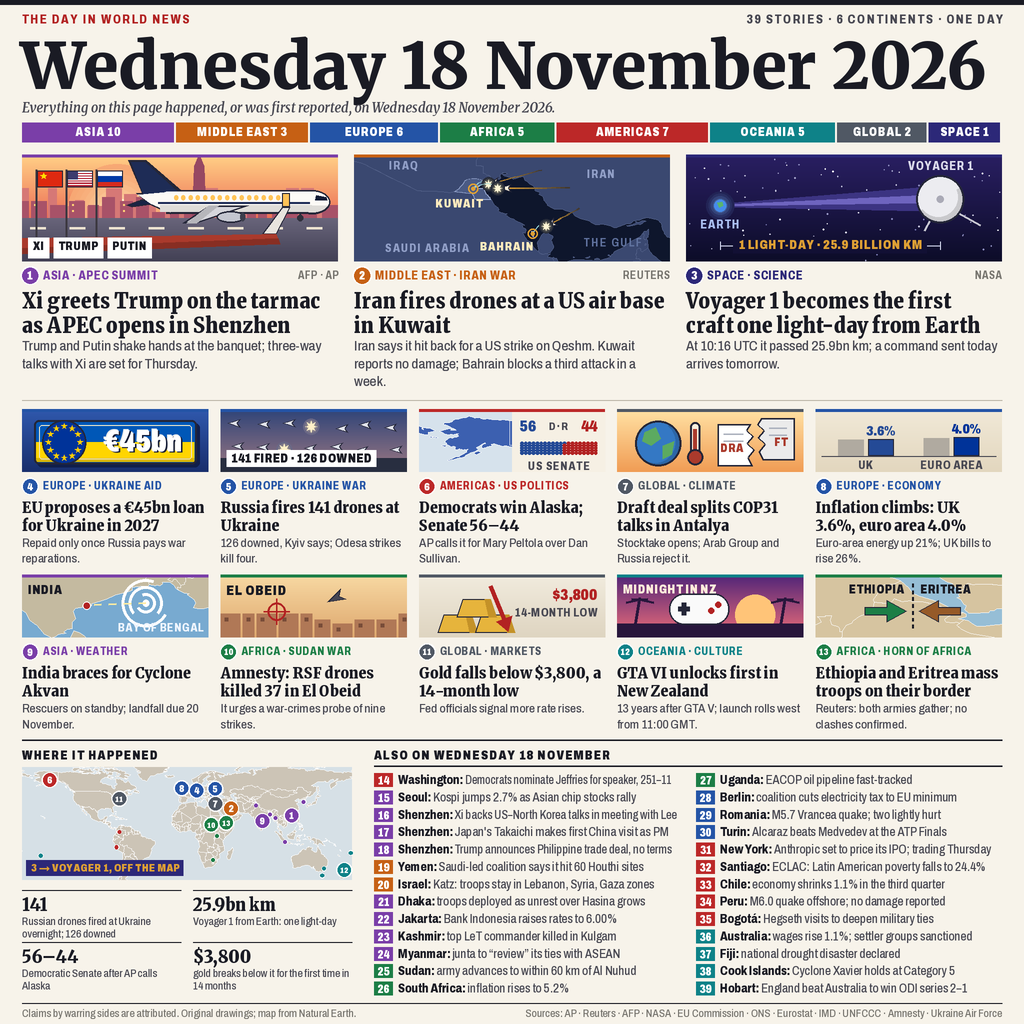 THE DAY IN WORLD NEWS
39 STORIES · 6 CONTINENTS · ONE DAY
Wednesday 18 November 2026
Everything on this page happened, or was first reported, on Wednesday 18 November 2026.
ASIA 10
MIDDLE EAST 3
EUROPE 6
AFRICA 5
AMERICAS 7
OCEANIA 5
GLOBAL 2
SPACE 1
XI
TRUMP
PUTIN
1 ASIA · APEC SUMMIT
AFP · AP
Xi greets Trump on the tarmac
as APEC opens in Shenzhen
Trump and Putin shake hands at the banquet; three-way
talks with Xi are set for Thursday.
IRAQ
IRAN
KUWAIT
SAUDI ARABIA
BAHRAIN
THE GULF
2 MIDDLE EAST · IRAN WAR
REUTERS
Iran fires drones at a US air base
in Kuwait
Iran says it hit back for a US strike on Qeshm. Kuwait
reports no damage; Bahrain blocks a third attack in a
week.
VOYAGER 1
EARTH
1 LIGHT-DAY · 25.9 BILLION KM
3 SPACE · SCIENCE
NASA
Voyager 1 becomes the first
craft one light-day from Earth
At 10:16 UTC it passed 25.9bn km; a command sent today
arrives tomorrow.
€45bn
4 EUROPE · UKRAINE AID
EU proposes a €45bn loan
for Ukraine in 2027
Repaid only once Russia pays war
reparations.
141 FIRED · 126 DOWNED
5 EUROPE · UKRAINE WAR
Russia fires 141 drones at
Ukraine
126 downed, Kyiv says; Odesa strikes
kill four.
56 D·R 44
US SENATE
6 AMERICAS · US POLITICS
Democrats win Alaska;
Senate 56–44
AP calls it for Mary Peltola over Dan
Sullivan.
DRA
FT
7 GLOBAL · CLIMATE
Draft deal splits COP31
talks in Antalya
Stocktake opens; Arab Group and
Russia reject it.
3.6%
4.0%
UK
EURO AREA
8 EUROPE · ECONOMY
Inflation climbs: UK
3.6%, euro area 4.0%
Euro-area energy up 21%; UK bills to
rise 26%.
INDIA
BAY OF BENGAL
9 ASIA · WEATHER
India braces for Cyclone
Akvan
Rescuers on standby; landfall due 20
November.
EL OBEID
10 AFRICA · SUDAN WAR
Amnesty: RSF drones
killed 37 in El Obeid
It urges a war-crimes probe of nine
strikes.
$3,800
14-MONTH LOW
11 GLOBAL · MARKETS
Gold falls below $3,800, a
14-month low
Fed officials signal more rate rises.
MIDNIGHT IN NZ
12 OCEANIA · CULTURE
GTA VI unlocks first in
New Zealand
13 years after GTA V; launch rolls west
from 11:00 GMT.
ETHIOPIA
ERITREA
13 AFRICA · HORN OF AFRICA
Ethiopia and Eritrea mass
troops on their border
Reuters: both armies gather; no
clashes confirmed.
WHERE IT HAPPENED
6
11
8
4
5
7
2
10
13
9
1
12
3 → VOYAGER 1, OFF THE MAP
141
Russian drones fired at Ukraine
overnight; 126 downed
25.9bn km
Voyager 1 from Earth: one light-day
56–44
Democratic Senate after AP calls
Alaska
$3,800
gold breaks below it for the first time in
14 months
ALSO ON WEDNESDAY 18 NOVEMBER
14 Washington: Democrats nominate Jeffries for speaker, 251–11
15 Seoul: Kospi jumps 2.7% as Asian chip stocks rally
16 Shenzhen: Xi backs US–North Korea talks in meeting with Lee
17 Shenzhen: Japan's Takaichi makes first China visit as PM
18 Shenzhen: Trump announces Philippine trade deal, no terms
19 Yemen: Saudi-led coalition says it hit 60 Houthi sites
20 Israel: Katz: troops stay in Lebanon, Syria, Gaza zones
21 Dhaka: troops deployed as unrest over Hasina grows
22 Jakarta: Bank Indonesia raises rates to 6.00%
23 Kashmir: top LeT commander killed in Kulgam
24 Myanmar: junta to “review” its ties with ASEAN
25 Sudan: army advances to within 60 km of Al Nuhud
26 South Africa: inflation rises to 5.2%
27 Uganda: EACOP oil pipeline fast-tracked
28 Berlin: coalition cuts electricity tax to EU minimum
29 Romania: M5.7 Vrancea quake; two lightly hurt
30 Turin: Alcaraz beats Medvedev at the ATP Finals
31 New York: Anthropic set to price its IPO; trading Thursday
32 Santiago: ECLAC: Latin American poverty falls to 24.4%
33 Chile: economy shrinks 1.1% in the third quarter
34 Peru: M6.0 quake offshore; no damage reported
35 Bogotá: Hegseth visits to deepen military ties
36 Australia: wages rise 1.1%; settler groups sanctioned
37 Fiji: national drought disaster declared
38 Cook Islands: Cyclone Xavier holds at Category 5
39 Hobart: England beat Australia to win ODI series 2–1
Claims by warring sides are attributed. Original drawings; map from Natural Earth.
Sources: AP · Reuters · AFP · NASA · EU Commission · ONS · Eurostat · IMD · UNFCCC · Amnesty · Ukraine Air Force